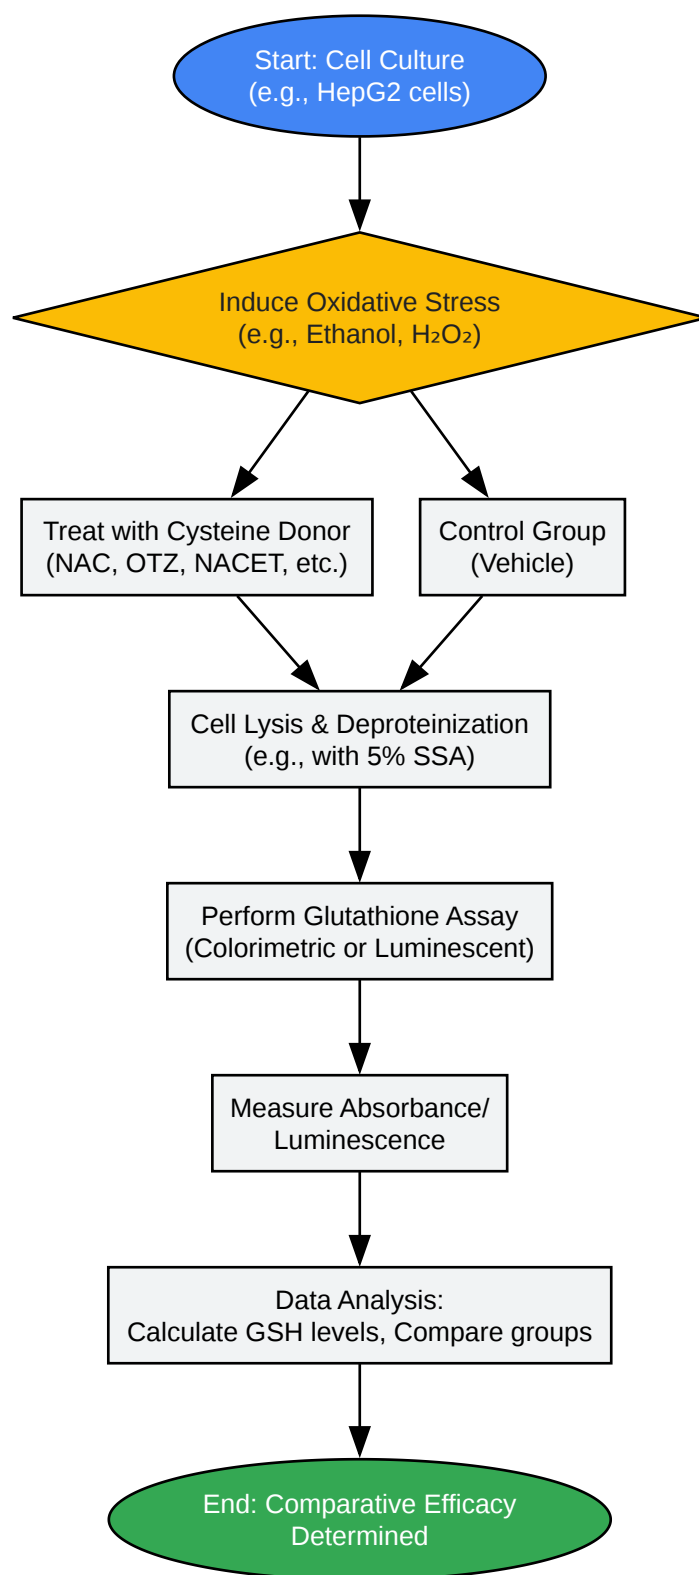 Start: Cell Culture
(e.g., HepG2 cells)
Induce Oxidative Stress
(e.g., Ethanol, H₂O₂)
Treat with Cysteine Donor
(NAC, OTZ, NACET, etc.)
Control Group
(Vehicle)
Cell Lysis & Deproteinization
(e.g., with 5% SSA)
Perform Glutathione Assay
(Colorimetric or Luminescent)
Measure Absorbance/
Luminescence
Data Analysis:
Calculate GSH levels, Compare groups
End: Comparative Efficacy
Determined